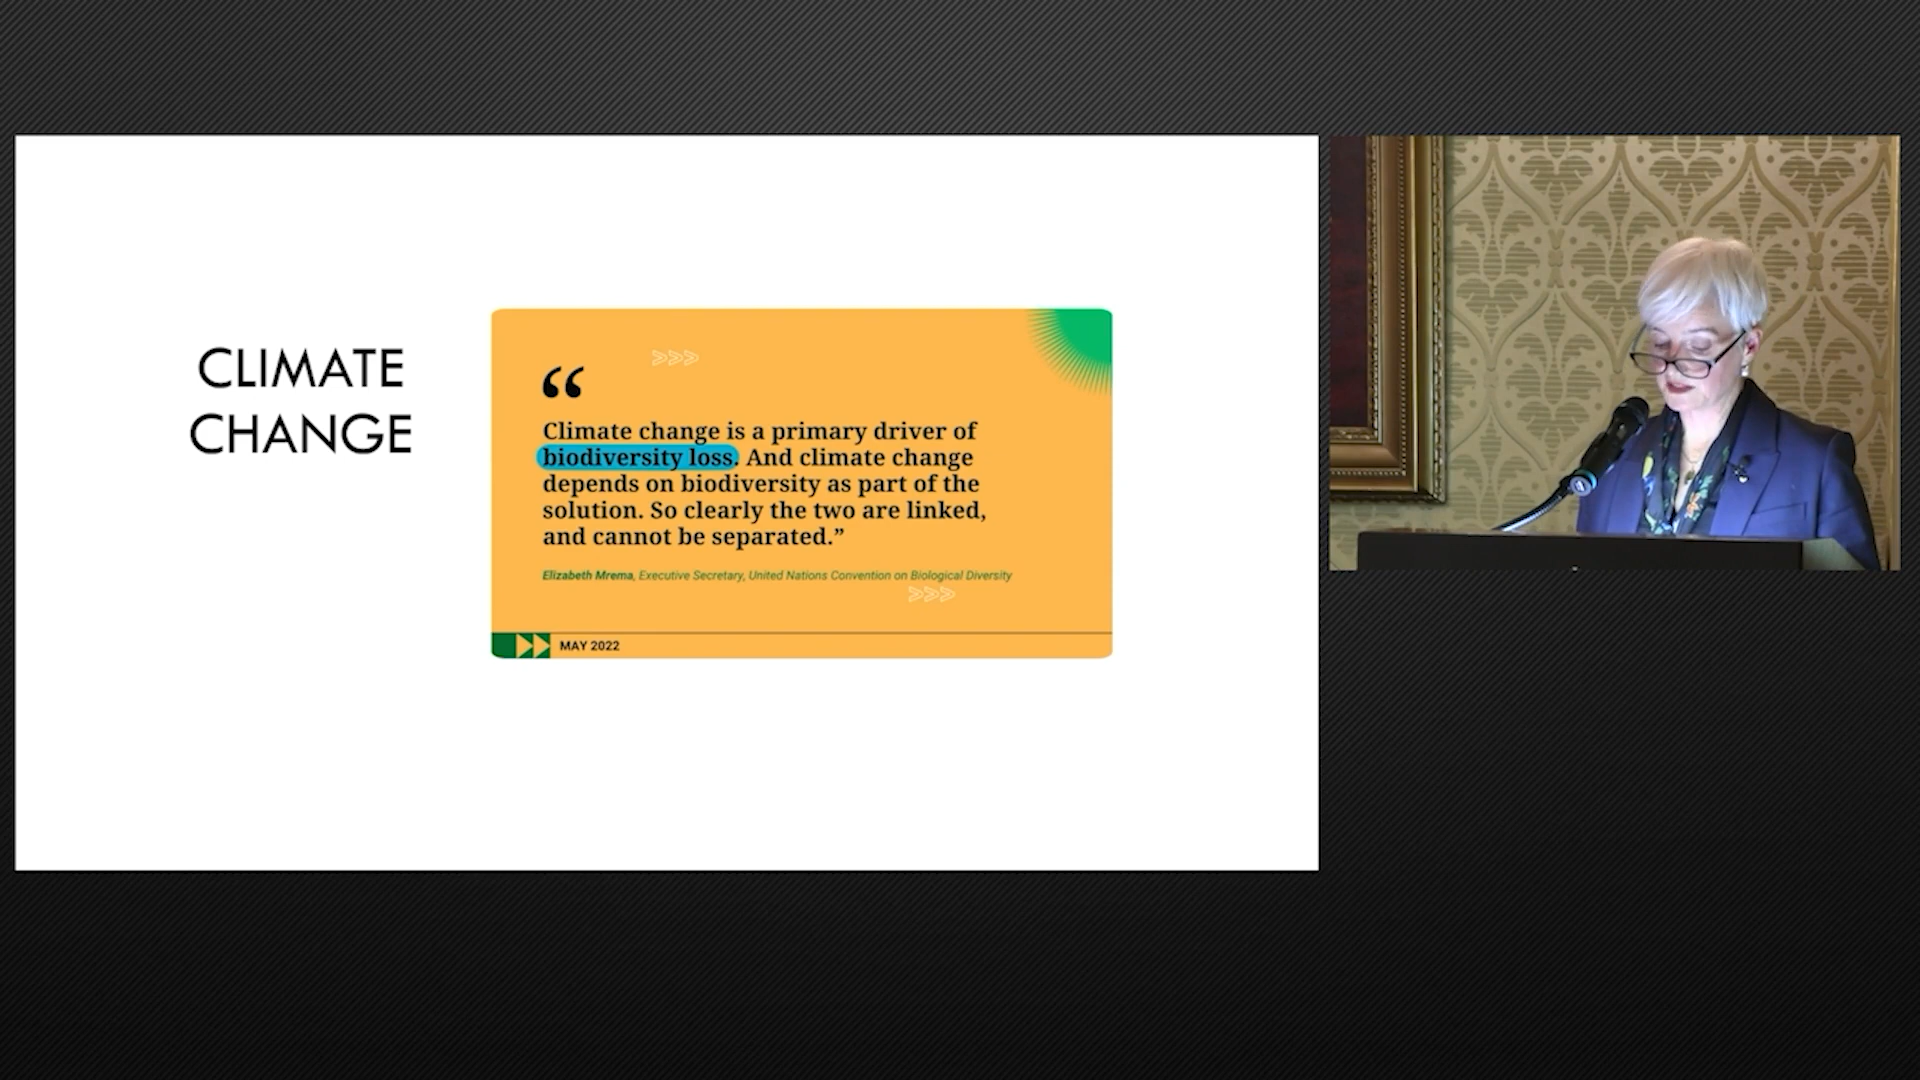 CLIMATE
CHANGE
“
Climate change is a primary driver of
biodiversity loss. And climate change
depends on biodiversity as part of the
solution. So clearly the two are linked,
and cannot be separated.”
Elizabeth Mrema, Executive Secretary, United Nations Convention on Biological Diversity
MAY 2022